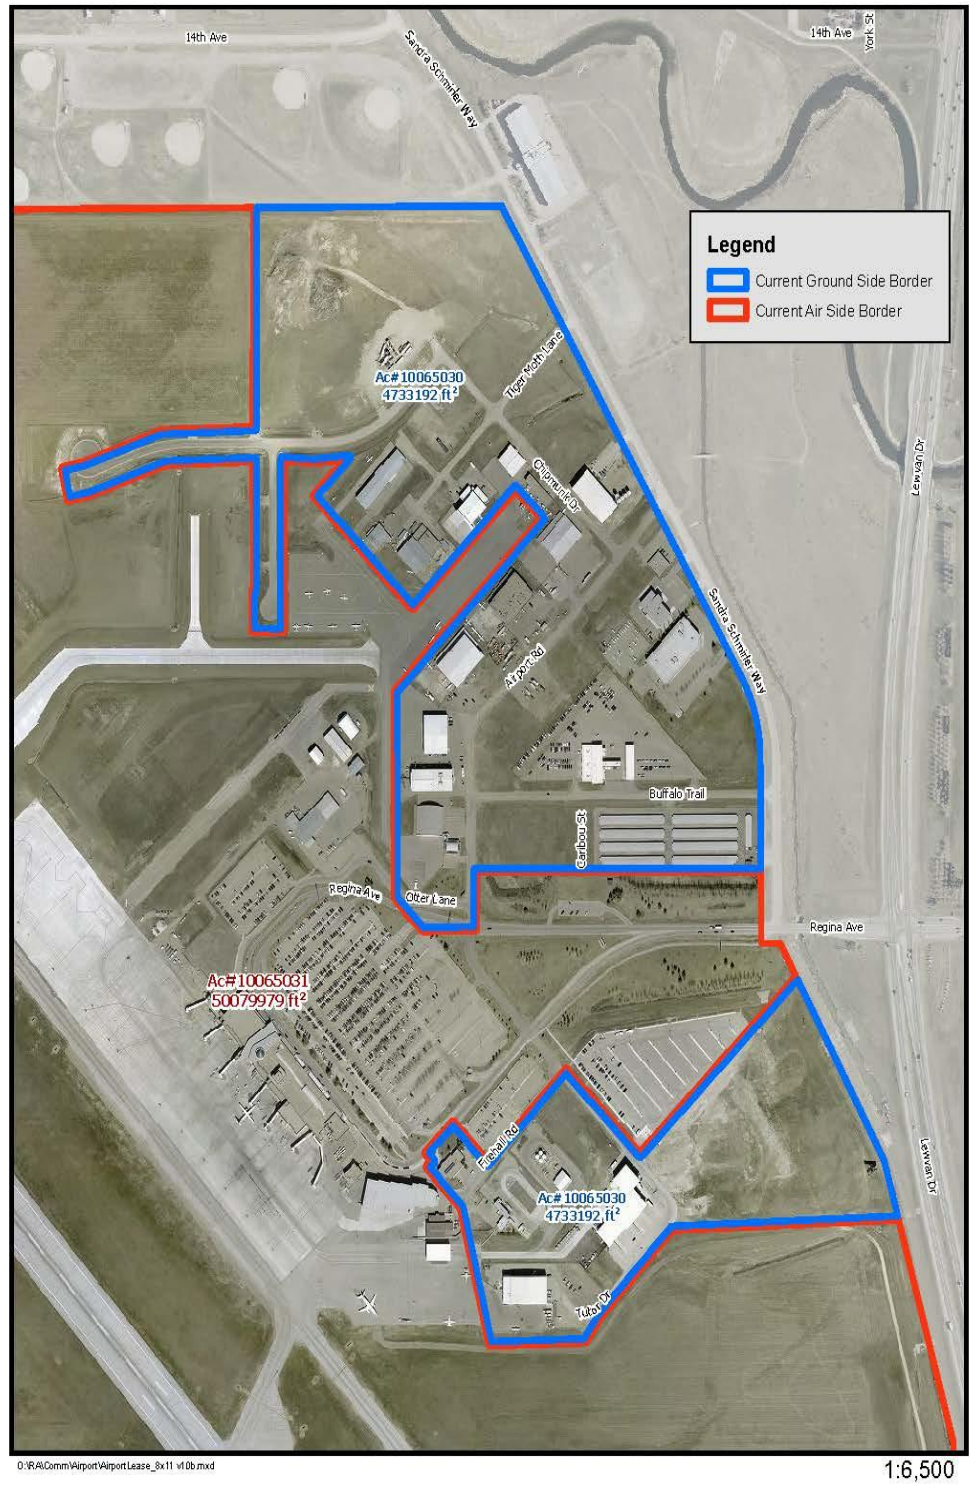 14th Ave
Sandra Schmirler Way
14th Ave
York St
Legend
Current Ground Side Border
Current Air Side Border
Tiger Moth Lane
Ac# 10065030
4733192 ft²
Lewvan Dr
Chipmunk Dr
Sandra Schmirler Way
Airport Rd
Buffalo Trail
Caribou St
Regina Ave
Otter Lane
Regina Ave
Ac# 10065031
50079979 ft²
Firehall Rd
Lewvan Dr
Ac# 10065030
4733192 ft²
Tutor Dr
O:\RA\Comm\Airport\AirportLease_8x11 v10b.mxd
1:6,500